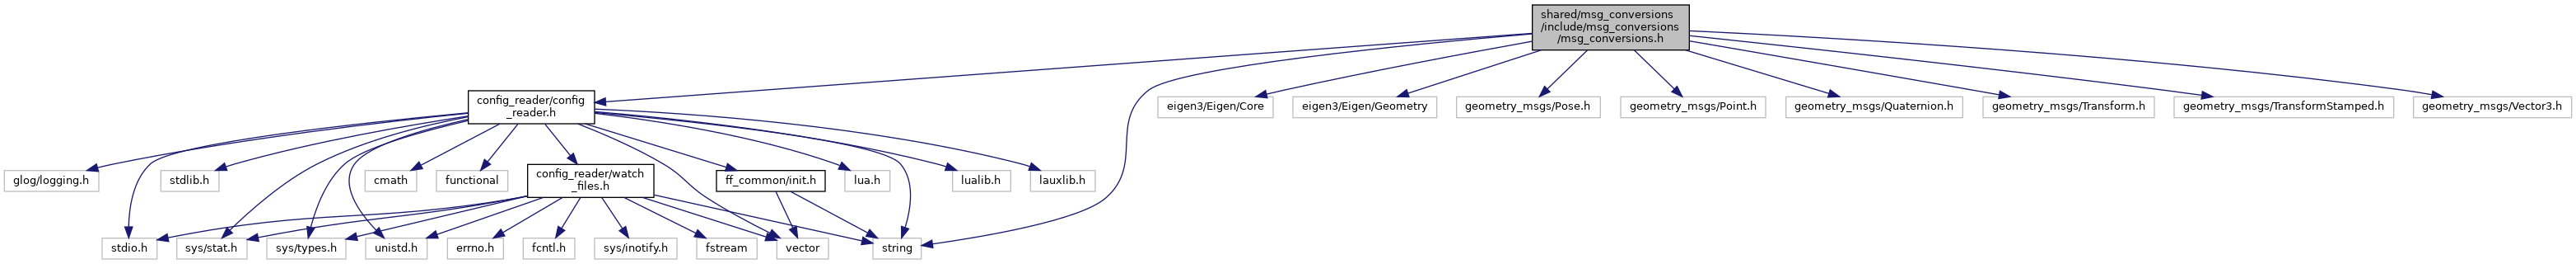 shared/msg_conversions
/include/msg_conversions
/msg_conversions.h
config_reader/config
_reader.h
eigen3/Eigen/Core
eigen3/Eigen/Geometry
geometry_msgs/Pose.h
geometry_msgs/Point.h
geometry_msgs/Quaternion.h
geometry_msgs/Transform.h
geometry_msgs/TransformStamped.h
geometry_msgs/Vector3.h
glog/logging.h
stdlib.h
cmath
functional
config_reader/watch
_files.h
ff_common/init.h
lua.h
lualib.h
lauxlib.h
stdio.h
sys/stat.h
sys/types.h
unistd.h
errno.h
fcntl.h
sys/inotify.h
fstream
vector
string